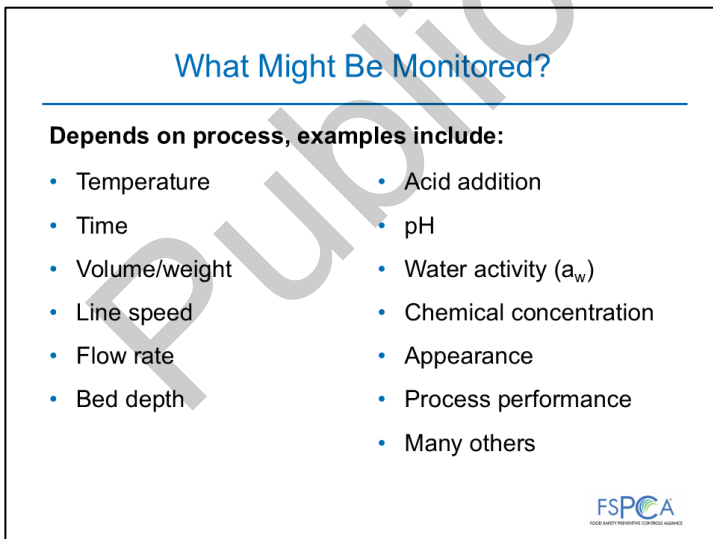 What Might Be Monitored?
Depends on process, examples include:
• Temperature
• Time
• Volume/weight
• Line speed
• Flow rate
• Bed depth
• Acid addition
• pH
• Water activity (aw)
• Chemical concentration
• Appearance
• Process performance
• Many others
Public
FSPCA
FOOD SAFETY PREVENTIVE CONTROLS ALLIANCE